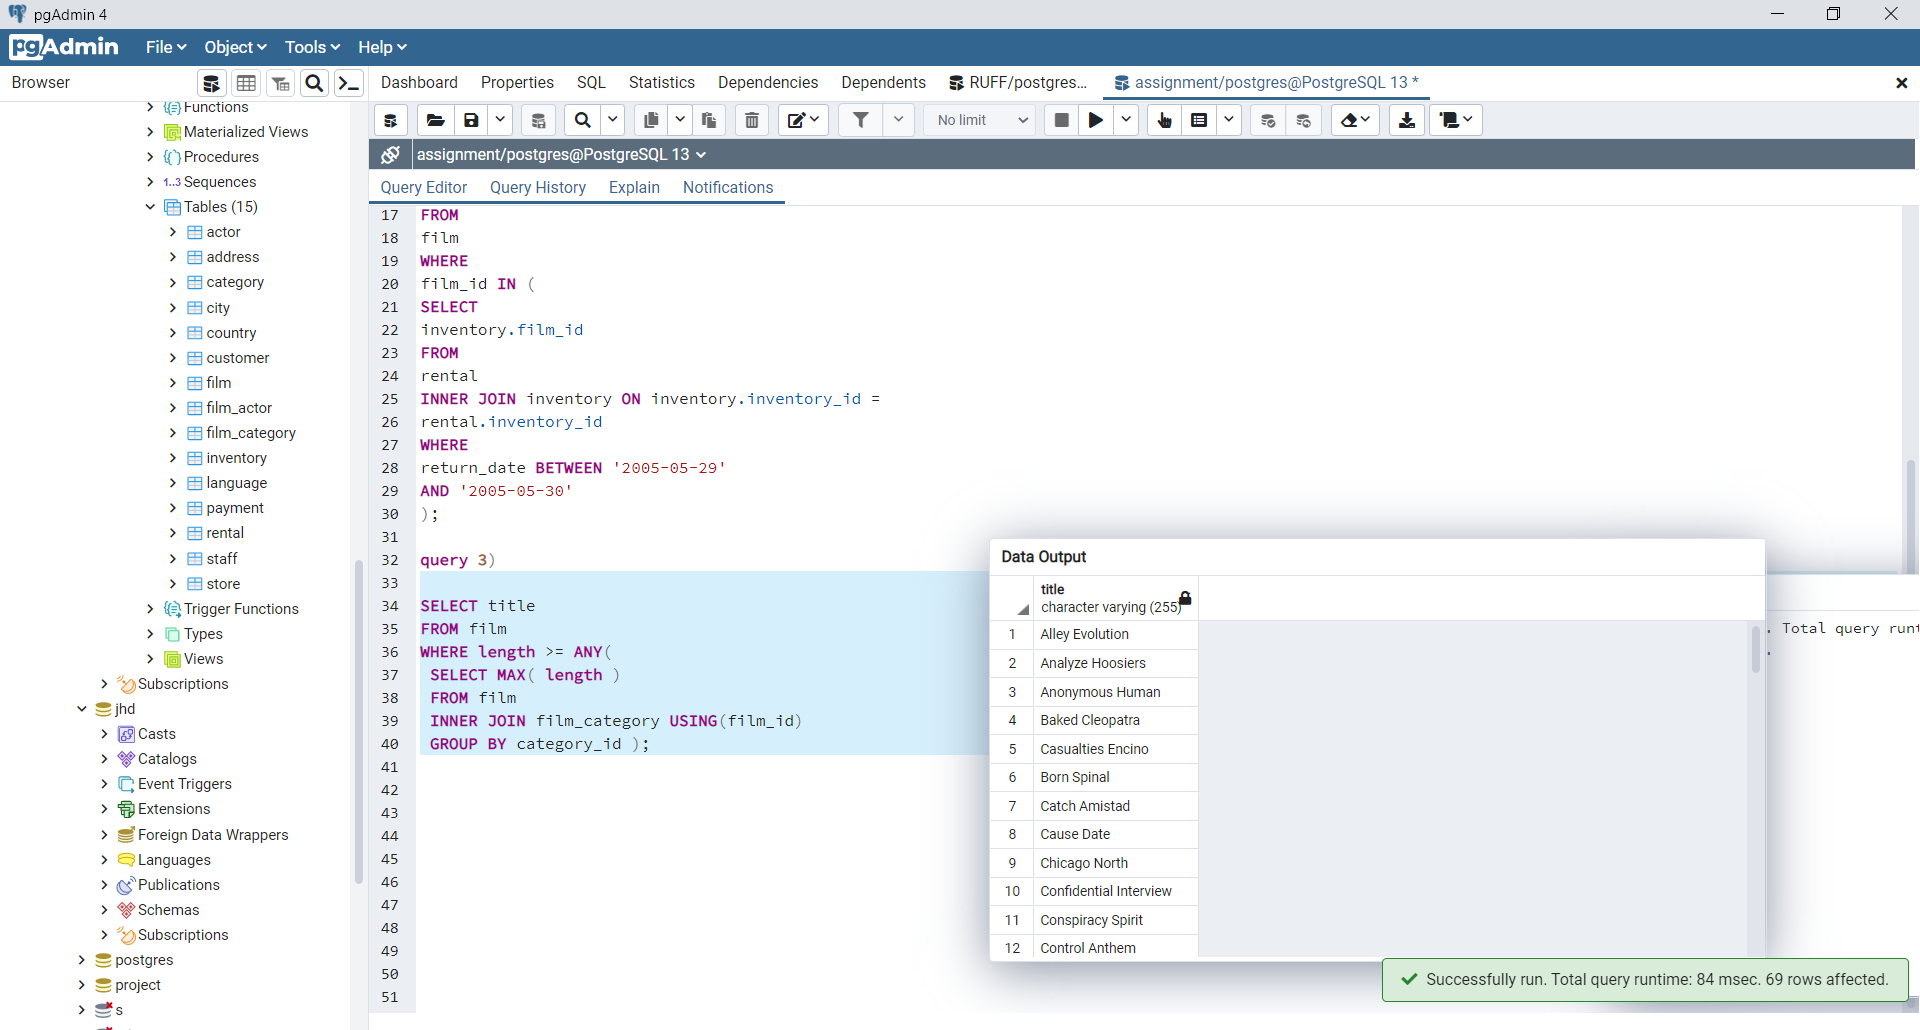 pgAdmin 4
pgAdmin File Object Tools Help
Browser
Dashboard Properties SQL Statistics Dependencies Dependents RUFF/postgres... assignment/postgres@PostgreSQL 13 *
No limit
assignment/postgres@PostgreSQL 13
Query Editor Query History Explain Notifications
Functions
Materialized Views
Procedures
1..3 Sequences
Tables (15)
actor
address
category
city
country
customer
film
film_actor
film_category
inventory
language
payment
rental
staff
store
Trigger Functions
Types
Views
Subscriptions
jhd
Casts
Catalogs
Event Triggers
Extensions
Foreign Data Wrappers
Languages
Publications
Schemas
Subscriptions
postgres
project
s
17 FROM
18 film
19 WHERE
20 film_id IN (
21 SELECT
22 inventory.film_id
23 FROM
24 rental
25 INNER JOIN inventory ON inventory.inventory_id =
26 rental.inventory_id
27 WHERE
28 return_date BETWEEN '2005-05-29'
29 AND '2005-05-30'
30 );
31
32 query 3)
33
34 SELECT title
35 FROM film
36 WHERE length >= ANY(
37 SELECT MAX( length )
38 FROM film
39 INNER JOIN film_category USING(film_id)
40 GROUP BY category_id );
41
42
43
44
45
46
47
48
49
50
51
Data Output
title
character varying (255)
1 Alley Evolution
2 Analyze Hoosiers
3 Anonymous Human
4 Baked Cleopatra
5 Casualties Encino
6 Born Spinal
7 Catch Amistad
8 Cause Date
9 Chicago North
10 Confidential Interview
11 Conspiracy Spirit
12 Control Anthem
. Total query runt
.
Successfully run. Total query runtime: 84 msec. 69 rows affected.